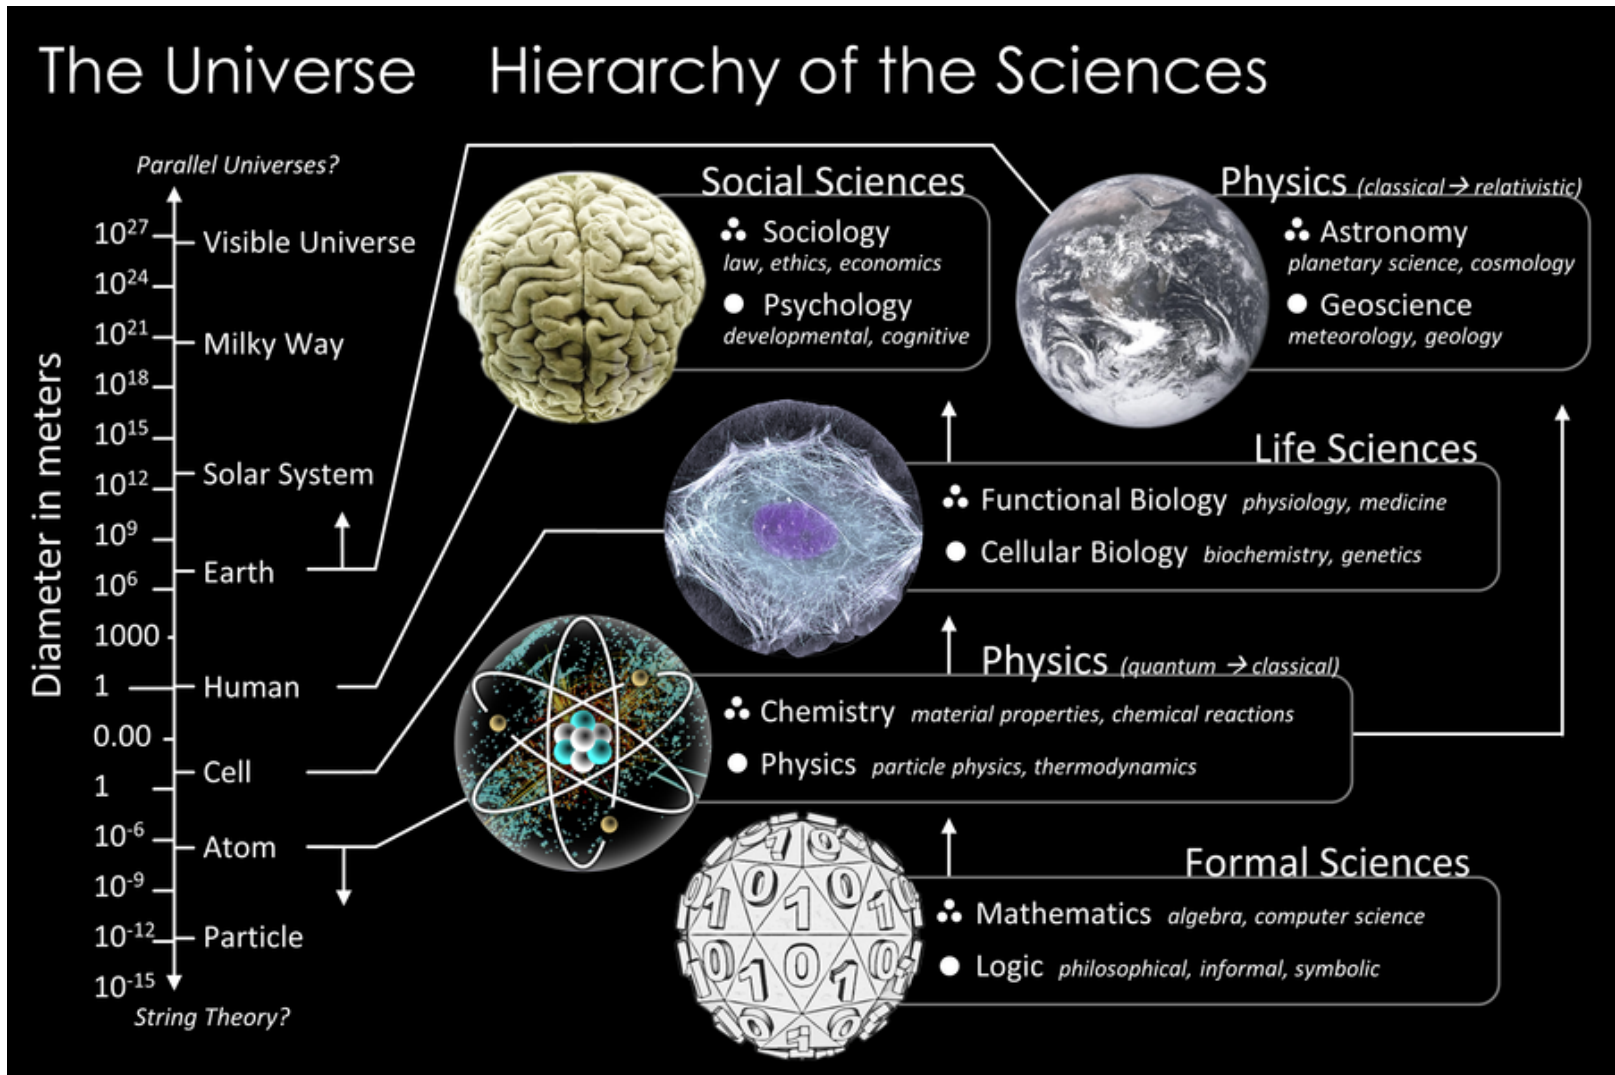 The Universe
Hierarchy of the Sciences
Parallel Universes?
Diameter in meters
10²⁷
Visible Universe
10²⁴
10²¹
Milky Way
10¹⁸
10¹⁵
Solar System
10¹²
10⁹
Earth
10⁶
1000
1
Human
0.00
Cell
1
10⁻⁶
Atom
10⁻⁹
10⁻¹²
Particle
10⁻¹⁵
String Theory?
Social Sciences
Sociology
law, ethics, economics
Psychology
developmental, cognitive
Physics (classical → relativistic)
Astronomy
planetary science, cosmology
Geoscience
meteorology, geology
Life Sciences
Functional Biology physiology, medicine
Cellular Biology biochemistry, genetics
Physics (quantum → classical)
Chemistry material properties, chemical reactions
Physics particle physics, thermodynamics
Formal Sciences
Mathematics algebra, computer science
Logic philosophical, informal, symbolic